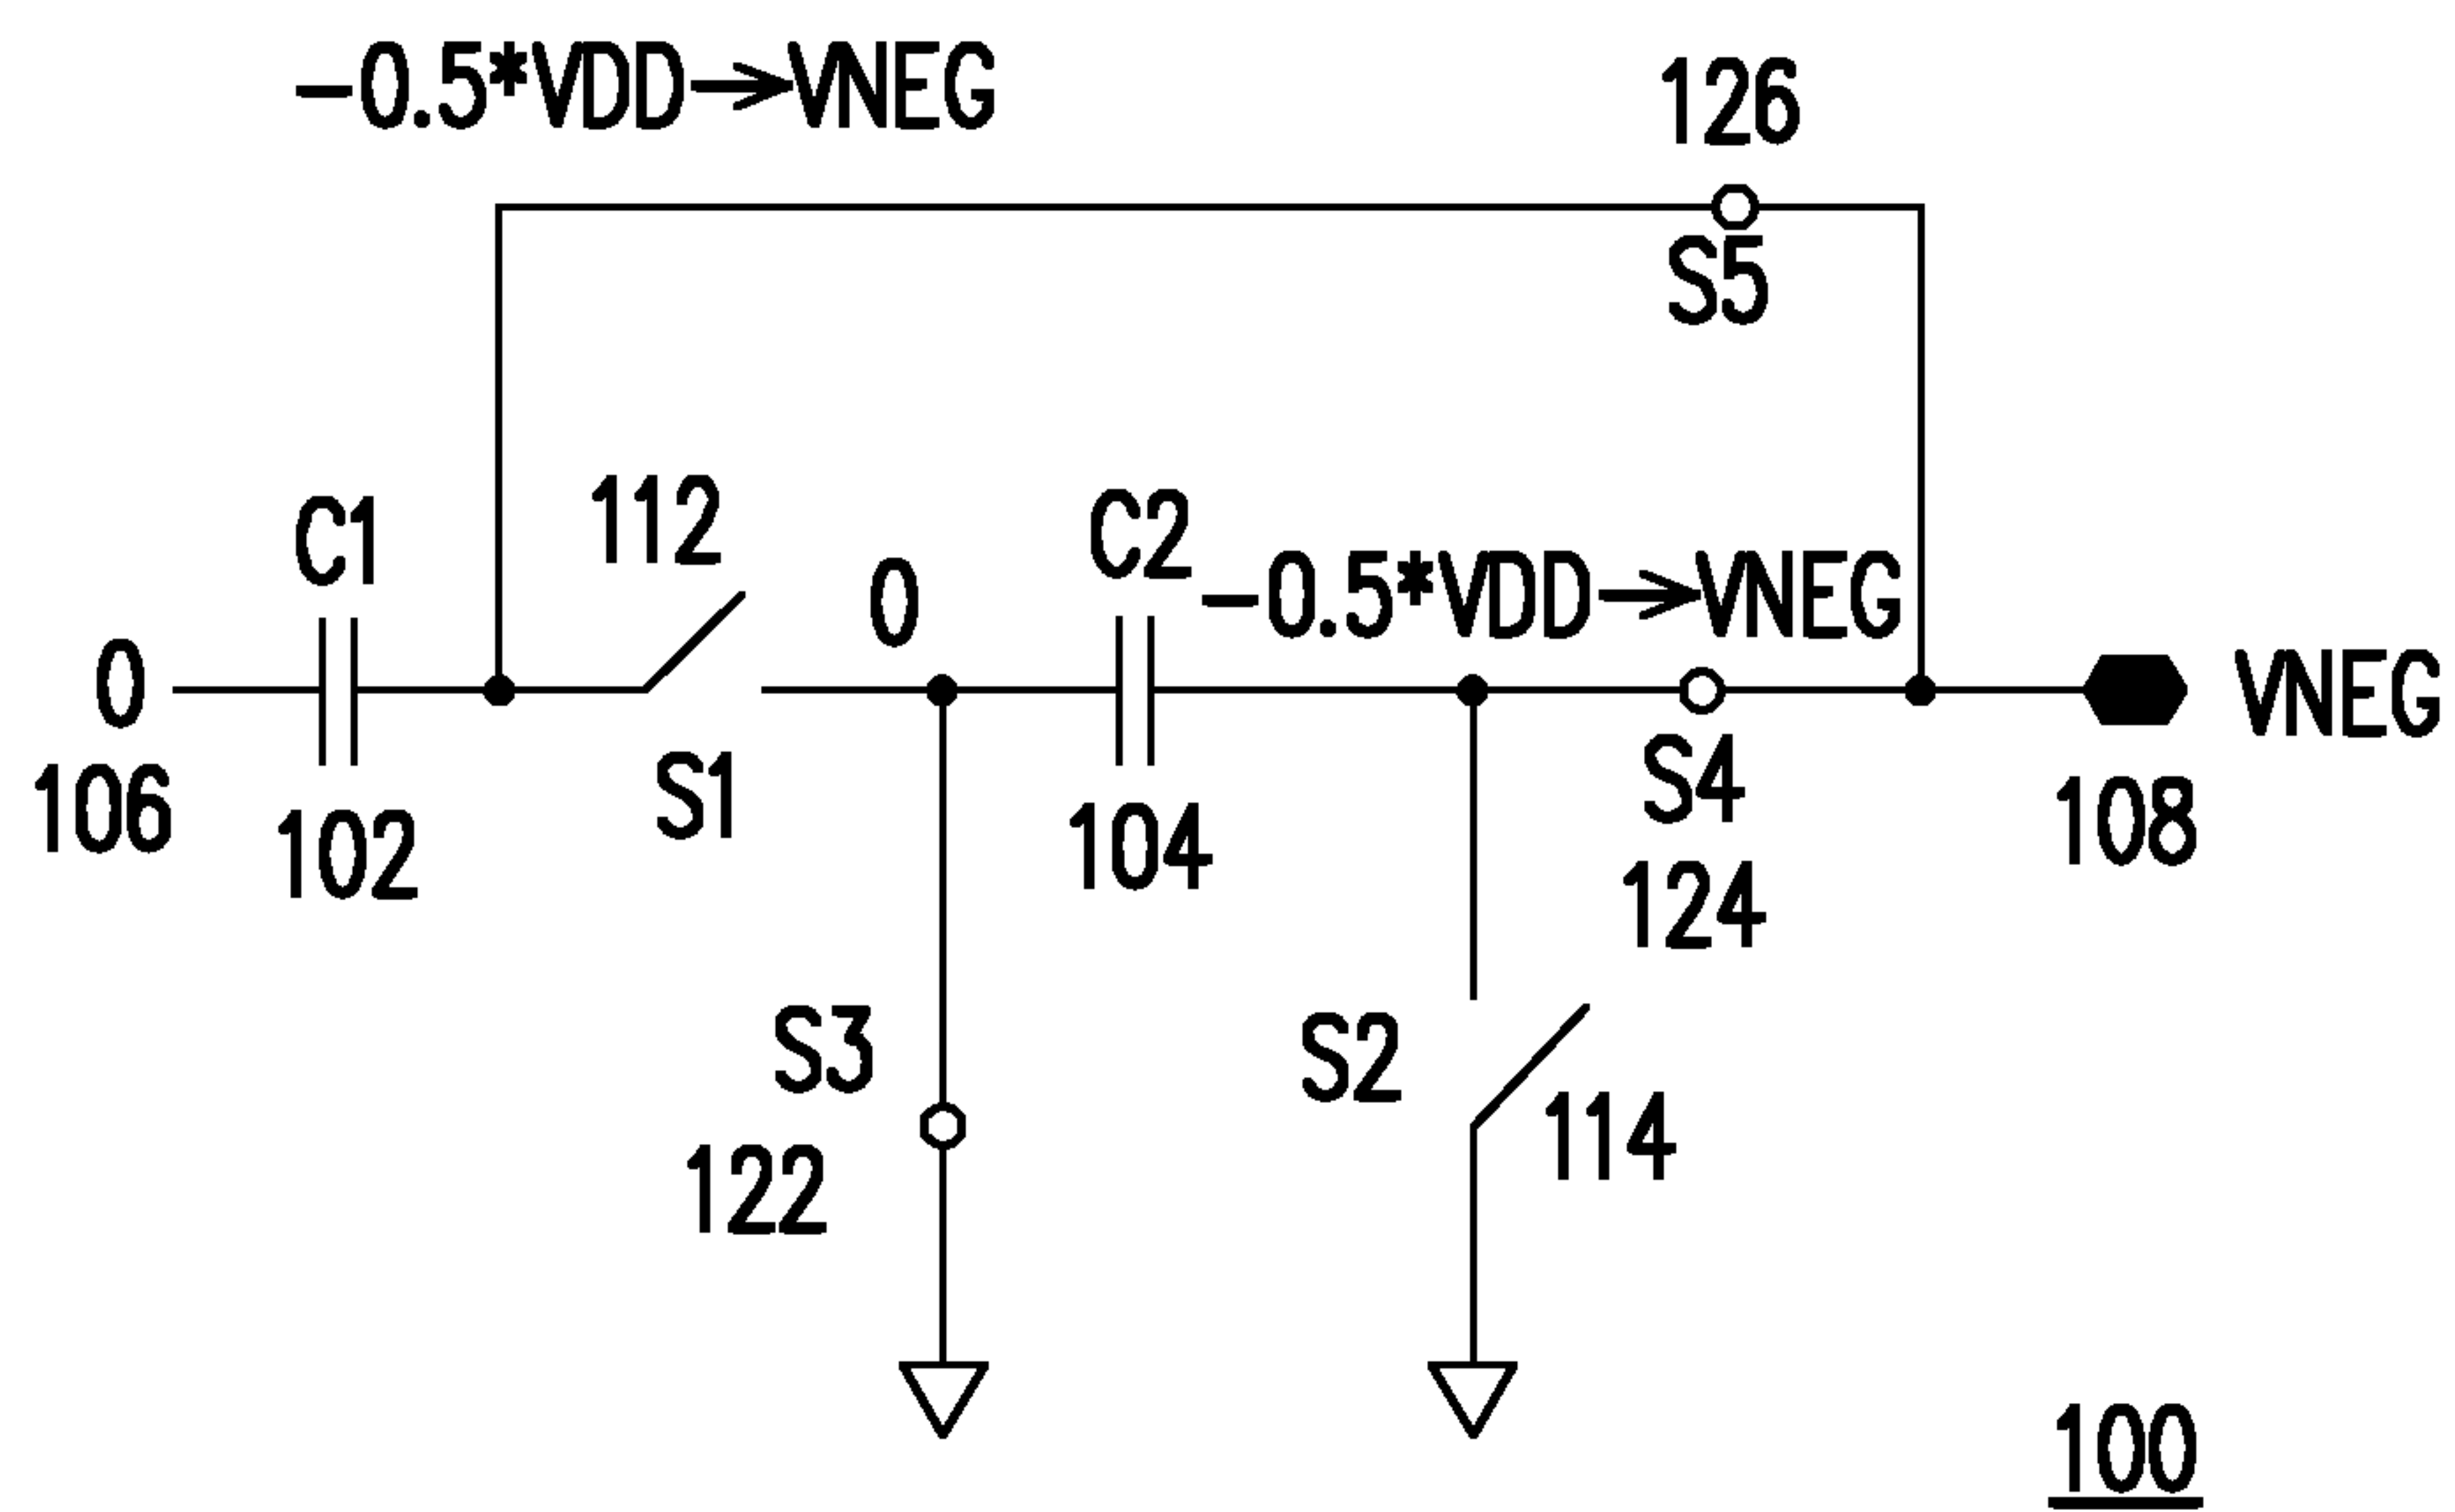 -0.5*VDD→VNEG
126
S5
C1
112
C2
0
-0.5*VDD→VNEG
0
VNEG
106
102
S1
104
S4
108
124
S3
S2
122
114
100